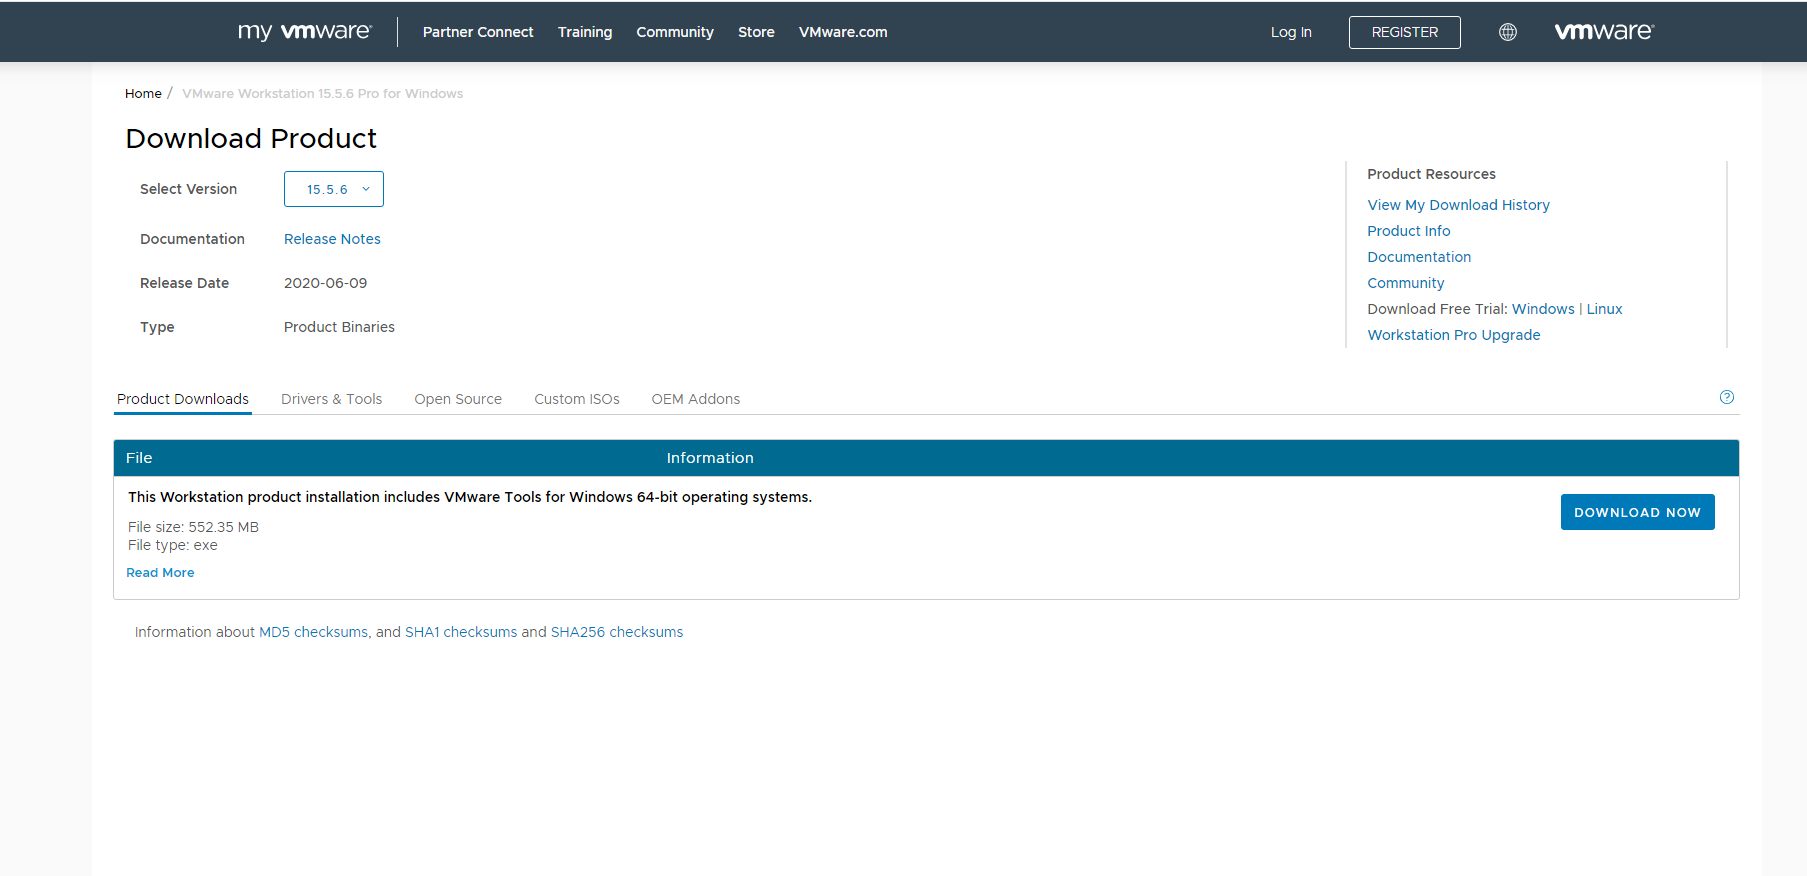 my vmware Partner Connect Training Community Store VMware.com Log In REGISTER vmware
Home / VMware Workstation 15.5.6 Pro for Windows
Download Product
Select Version 15.5.6
Documentation Release Notes
Release Date 2020-06-09
Type Product Binaries
Product Resources
View My Download History
Product Info
Documentation
Community
Download Free Trial: Windows | Linux
Workstation Pro Upgrade
Product Downloads Drivers & Tools Open Source Custom ISOs OEM Addons ?
File Information
This Workstation product installation includes VMware Tools for Windows 64-bit operating systems.
File size: 552.35 MB
File type: exe
Read More
DOWNLOAD NOW
Information about MD5 checksums, and SHA1 checksums and SHA256 checksums